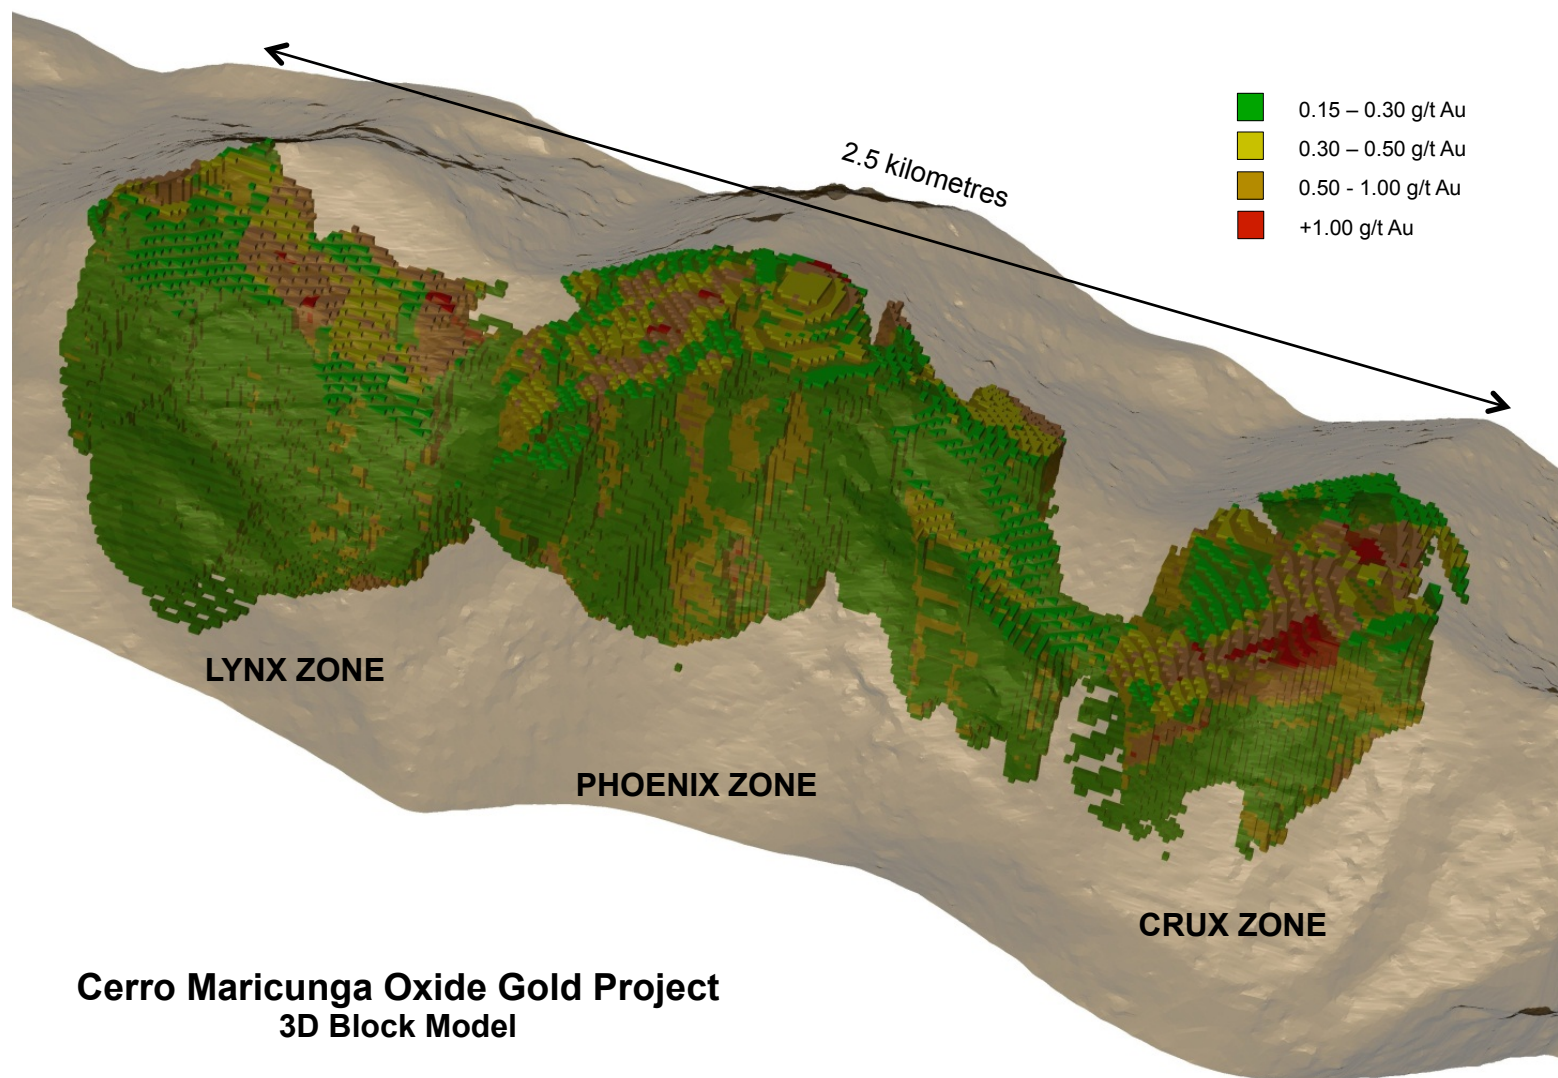 2.5 kilometres
0.15 – 0.30 g/t Au
0.30 – 0.50 g/t Au
0.50 - 1.00 g/t Au
+1.00 g/t Au
LYNX ZONE
PHOENIX ZONE
CRUX ZONE
Cerro Maricunga Oxide Gold Project
3D Block Model